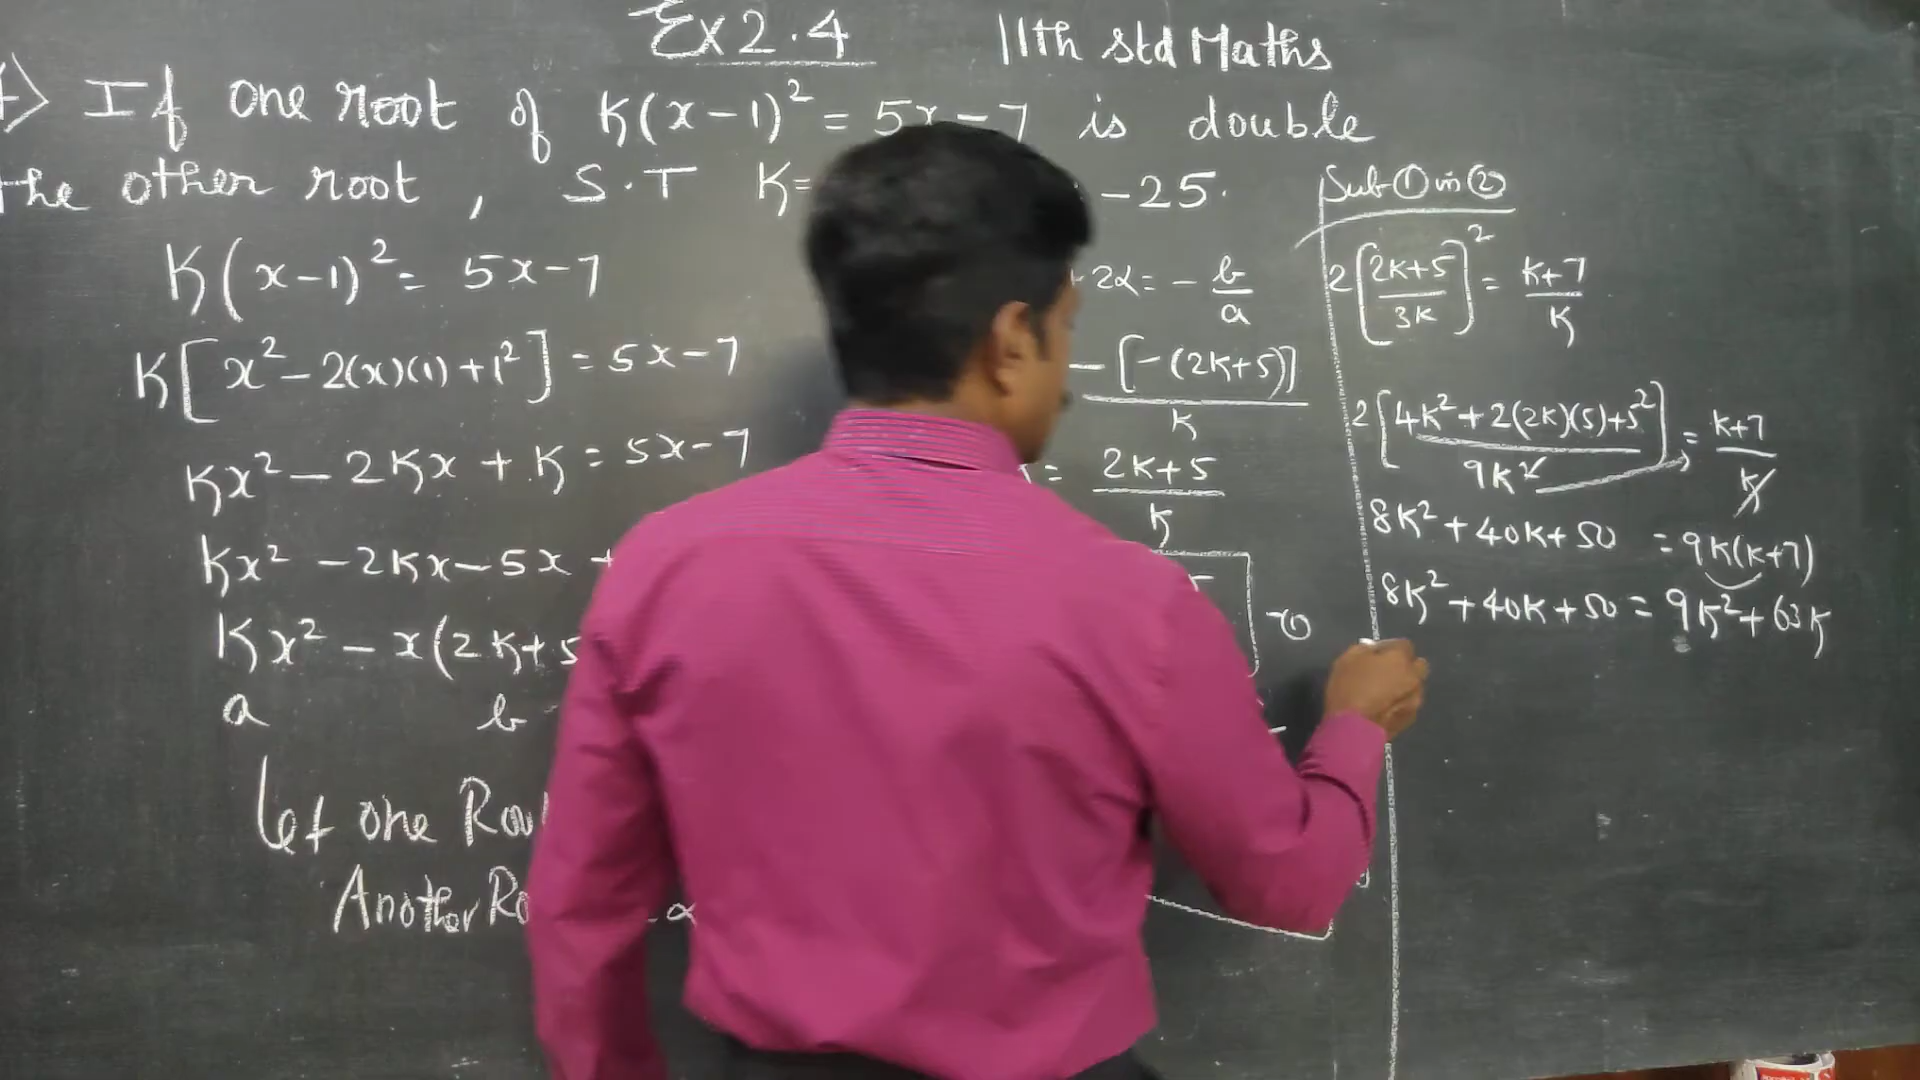 Ex 2.4 11th std Maths
If one root of K(x-1)² = 5x-7 is double
the other root, S.T K= -25.
K(x-1)² = 5x-7
K[x² - 2(x)(1) + 1²] = 5x-7
Kx² - 2Kx + K = 5x-7
Kx² - 2Kx - 5x +
Kx² - x(2K+5
a b
Let one Roo
Another Ro α
2α = - b/a
-[-(2K+5)]/K
= 2K+5/K
Sub ① in ②
2[2K+5/3K]² = K+7/K
2[4K² + 2(2K)(5) + 5²/9K²] = K+7/K
8K² + 40K + 50 = 9K(K+7)
8K² + 40K + 50 = 9K² + 63K